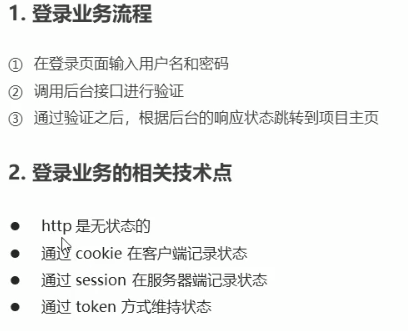 1. 登录业务流程
① 在登录页面输入用户名和密码
② 调用后台接口进行验证
③ 通过验证之后，根据后台的响应状态跳转到项目主页
2. 登录业务的相关技术点
● http 是无状态的
● 通过 cookie 在客户端记录状态
● 通过 session 在服务器端记录状态
● 通过 token 方式维持状态